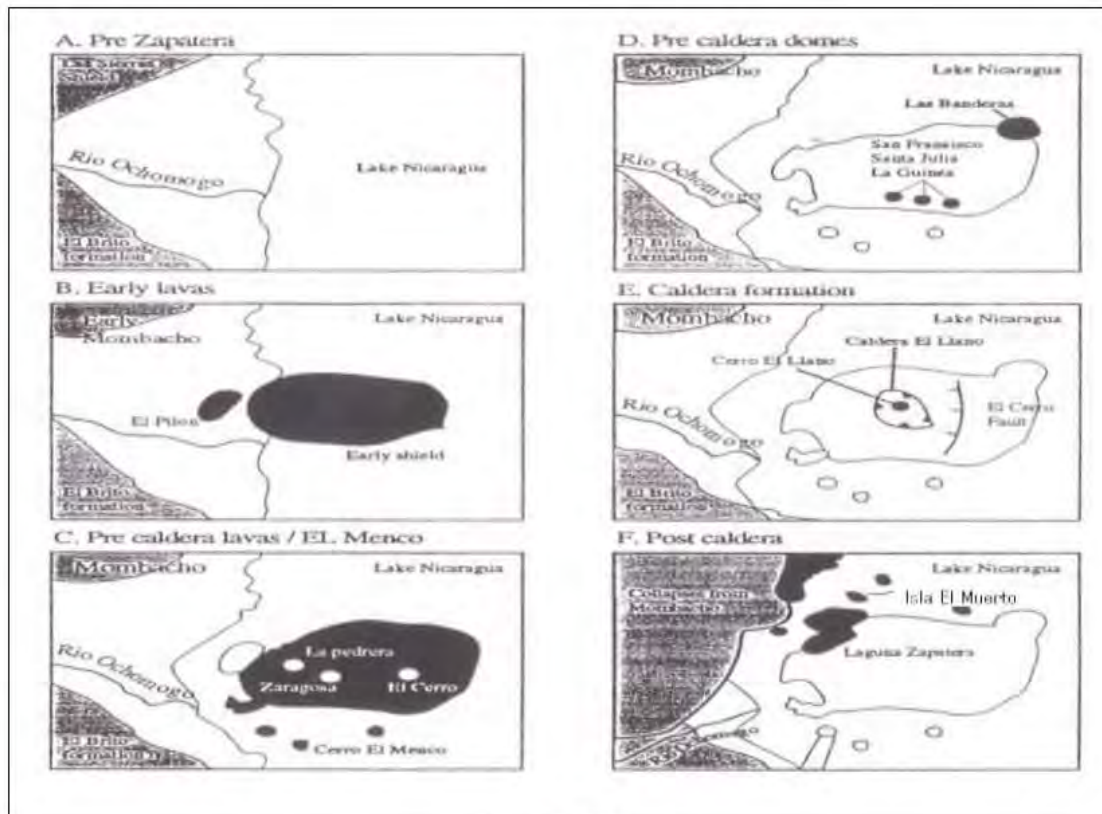 A. Pre Zapatera
Las Sierras
Rio Ochomogo
Lake Nicaragua
El Brito
formation
B. Early lavas
Early
Mombacho
Lake Nicaragua
El Pilon
Early shield
El Brito
formation
C. Pre caldera lavas / EL Menco
Mombacho
Lake Nicaragua
Rio Ochomogo
La pedrera
Zaragosa
El Cerro
El Brito
formation
Cerro El Menco
D. Pre caldera domes
Mombacho
Lake Nicaragua
Las Banderas
San Fransisco
Santa Julia
La Guinea
Rio Ochomogo
El Brito
formation
E. Caldera formation
Mombacho
Lake Nicaragua
Caldera El Llano
Cerro El Llano
El Cerro
Fault
Rio Ochomogo
El Brito
formation
F. Post caldera
Lake Nicaragua
Collapses from
Mombacho
Isla El Muerto
Laguna Zapatera